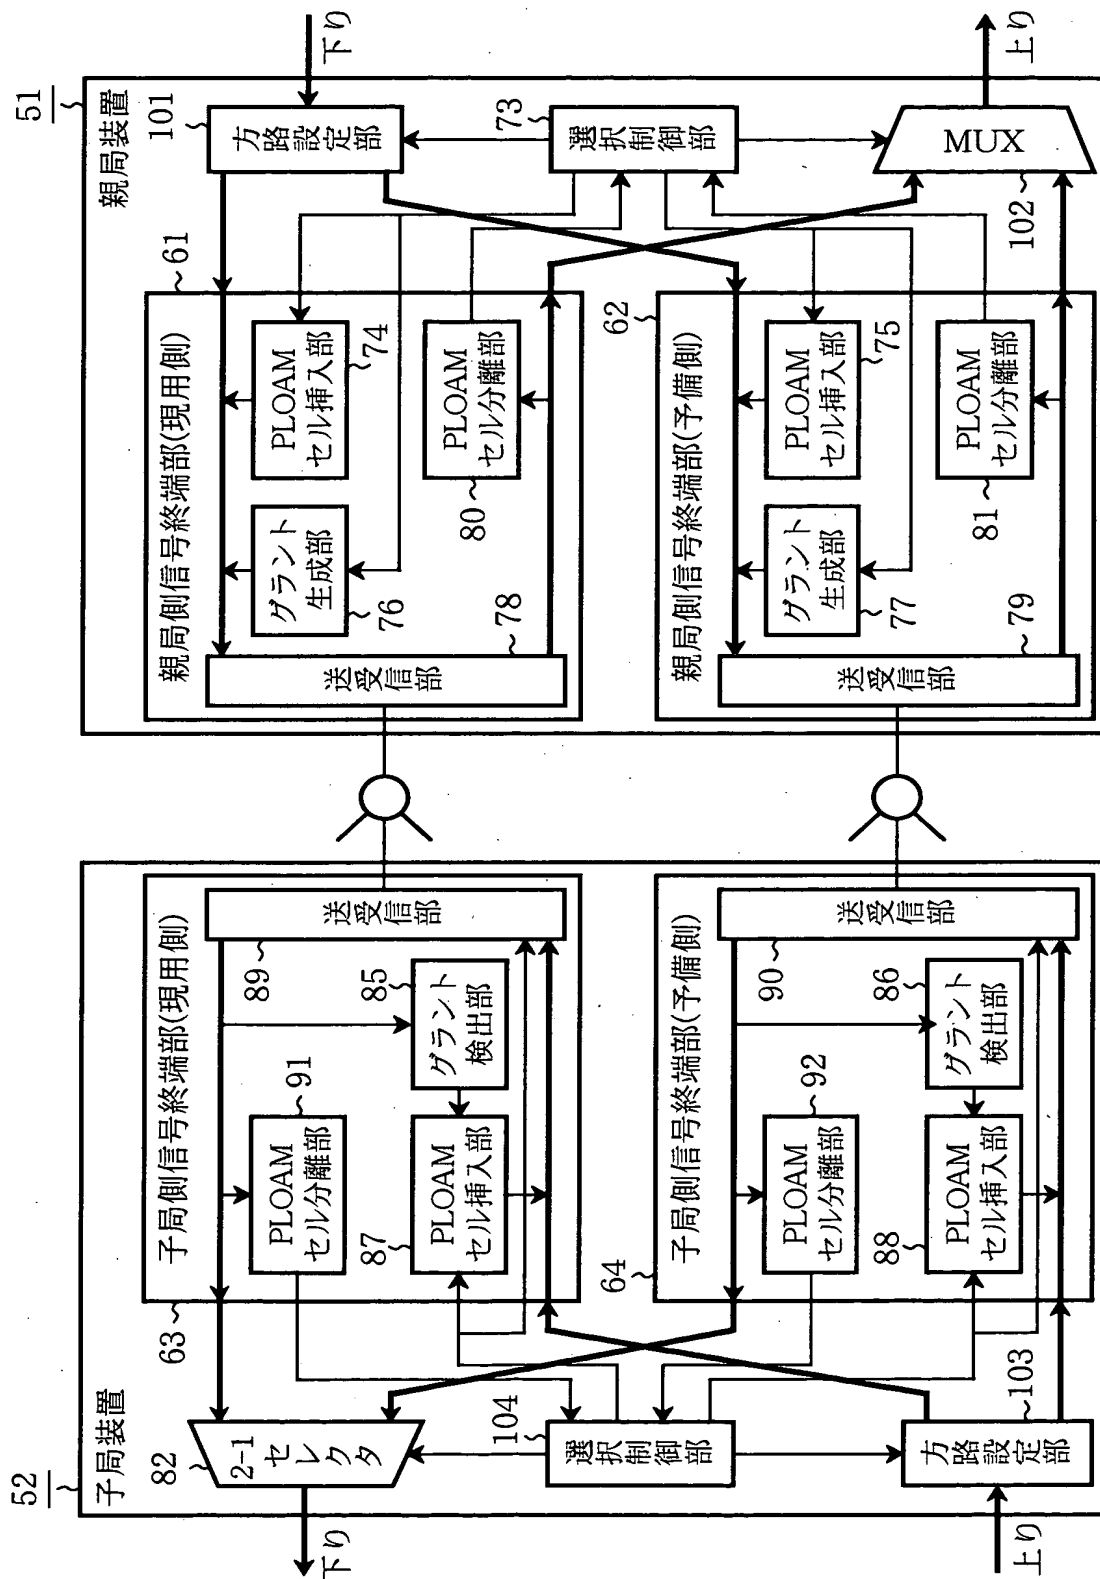 52
子局装置
82
2-1
セレクタ
下り
104
選択制御部
103
方路設定部
上り
63
子局側信号終端部(現用側)
91
PLOAM
セル分離部
87
PLOAM
セル挿入部
85
グラント
検出部
89
送受信部
64
子局側信号終端部(予備側)
92
PLOAM
セル分離部
88
PLOAM
セル挿入部
86
グラント
検出部
90
送受信部
51
親局装置
61
親局側信号終端部(現用側)
78
送受信部
76
グラント
生成部
74
PLOAM
セル挿入部
80
PLOAM
セル分離部
62
親局側信号終端部(予備側)
79
送受信部
77
グラント
生成部
75
PLOAM
セル挿入部
81
PLOAM
セル分離部
101
方路設定部
下り
73
選択制御部
102
MUX
上り